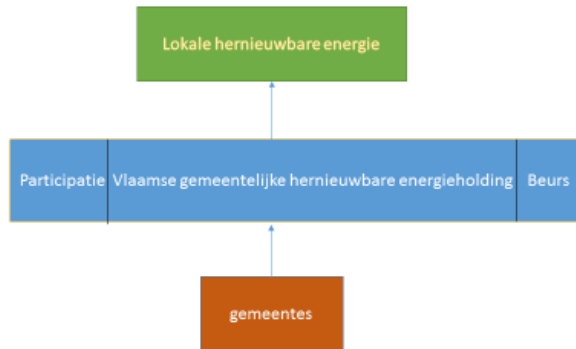 Lokale hernieuwbare energie
Participatie
Vlaamse gemeentelijke hernieuwbare energieholding
Beurs
gemeentes